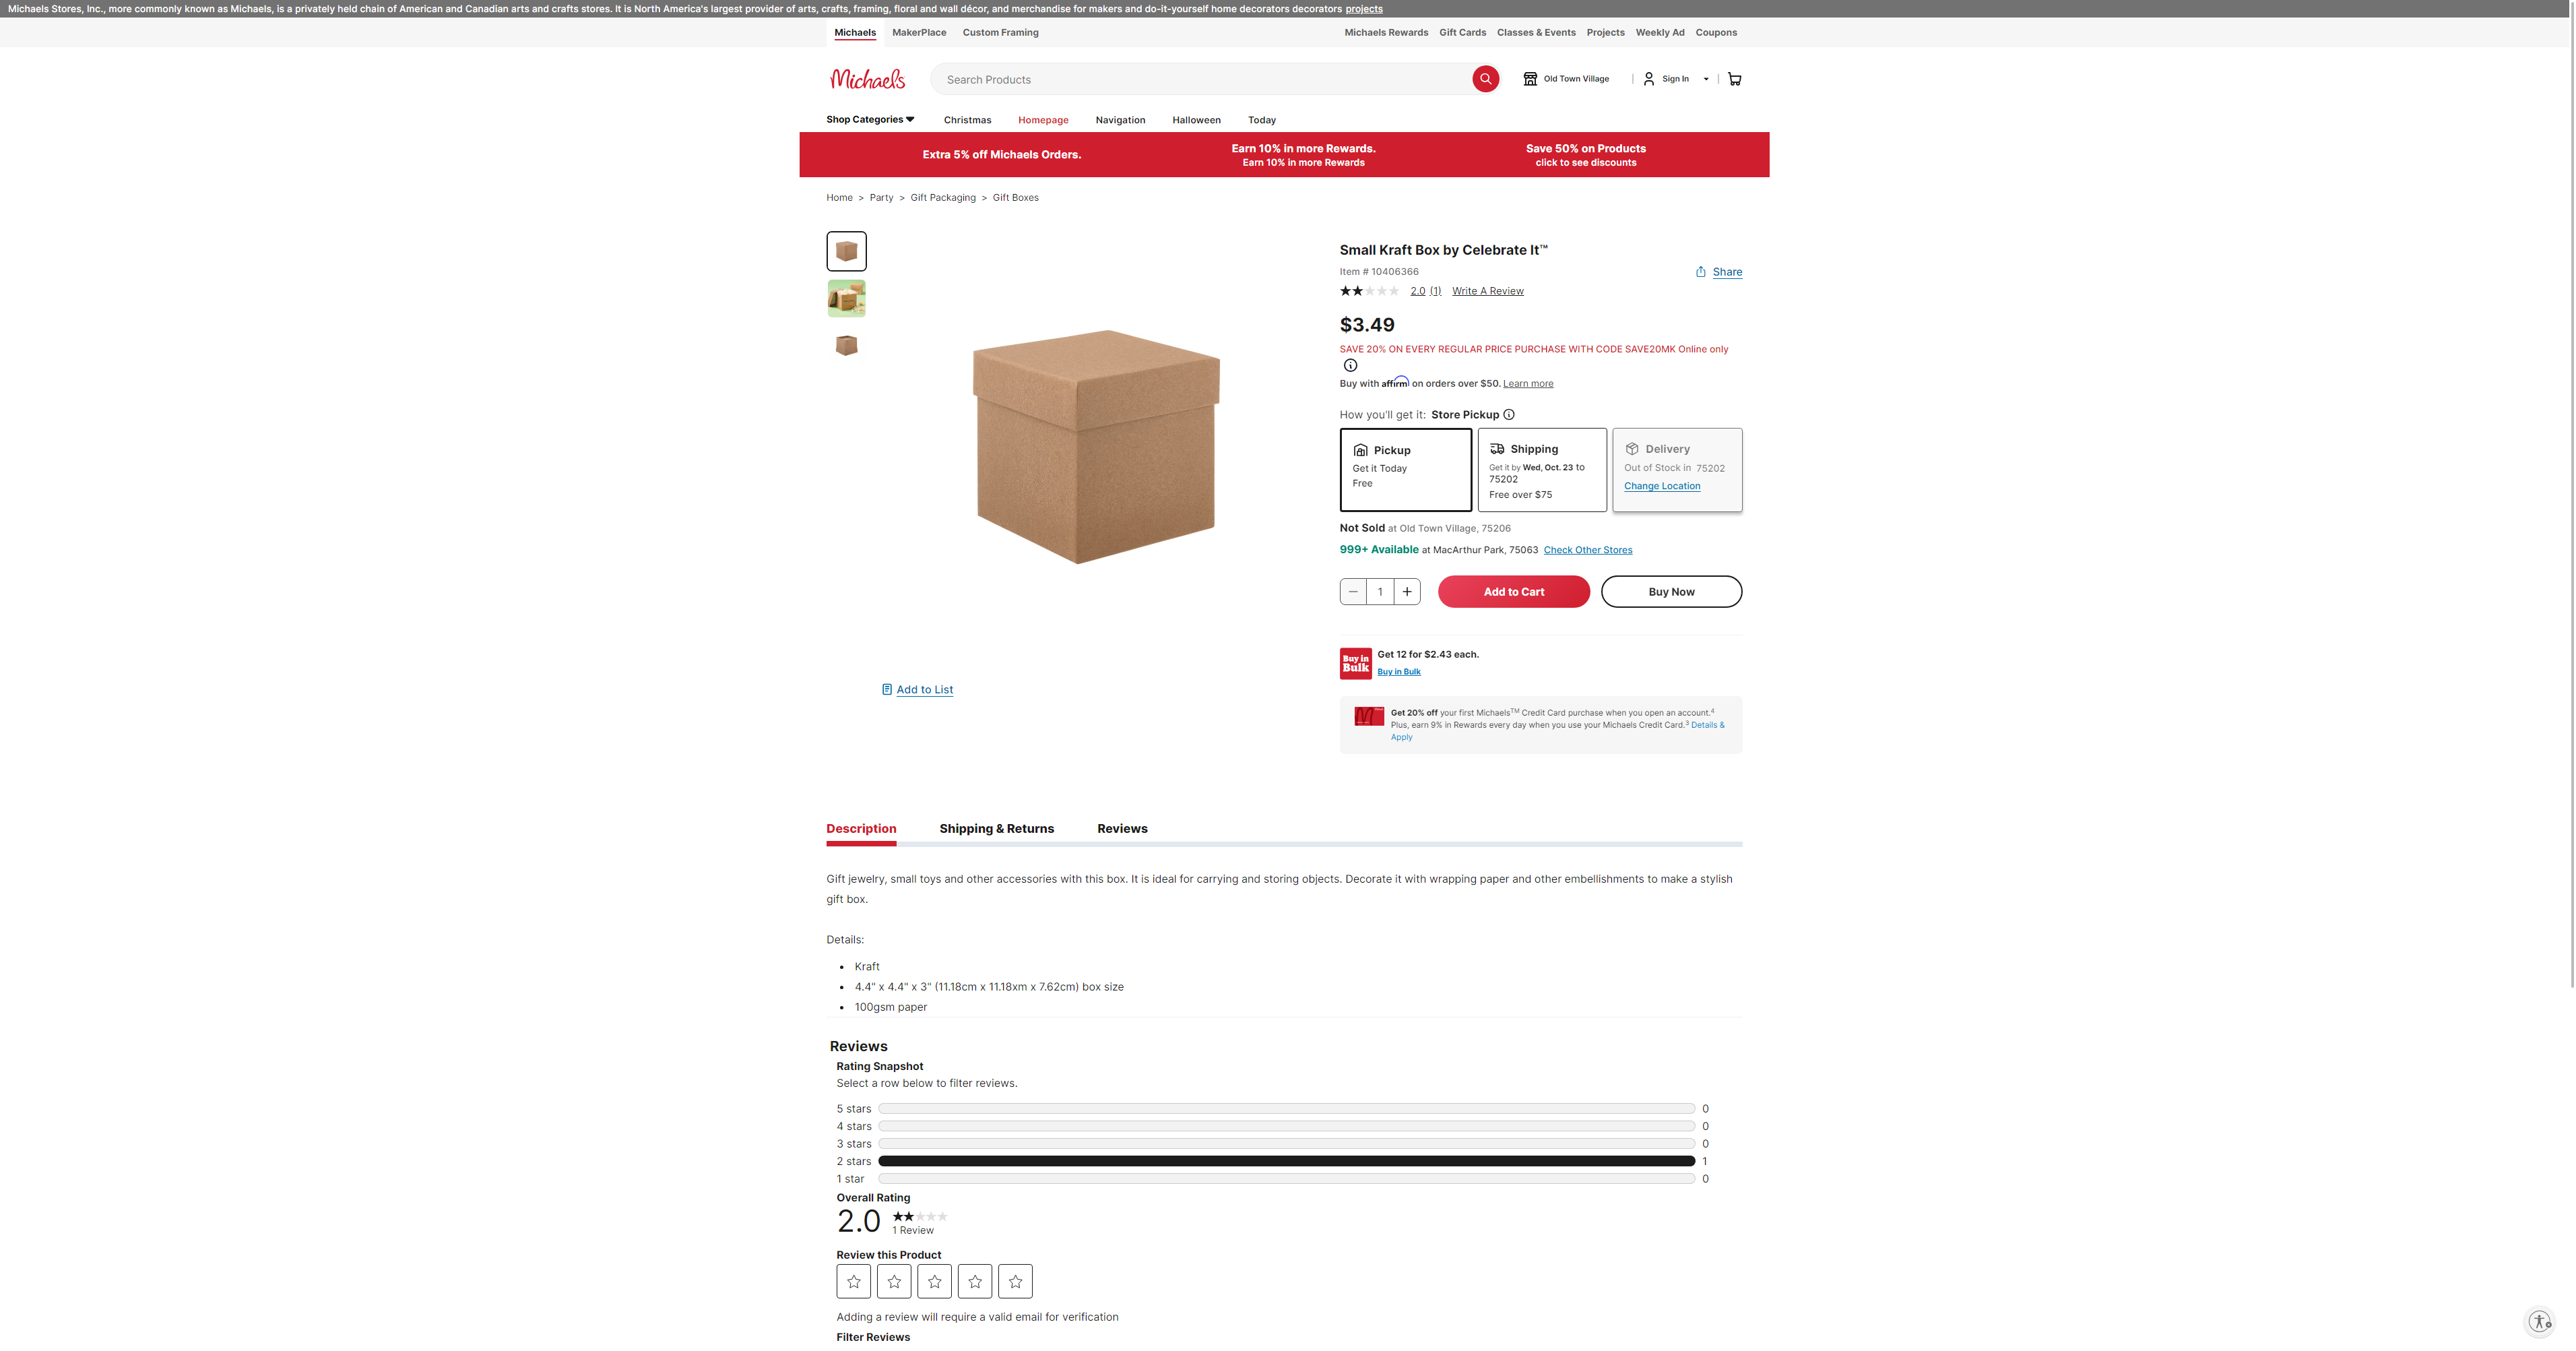 Michaels Stores, Inc., more commonly known as Michaels, is a privately held chain of American and Canadian arts and crafts stores. It is North America's largest provider of arts, crafts, framing, floral and wall décor, and merchandise for makers and do-it-yourself home decorators decorators projects
Michaels MakerPlace Custom Framing Michaels Rewards Gift Cards Classes & Events Projects Weekly Ad Coupons
Michaels Search Products Old Town Village | Sign In |
Shop Categories Christmas Homepage Navigation Halloween Today
Extra 5% off Michaels Orders.
Earn 10% in more Rewards.
Earn 10% in more Rewards
Save 50% on Products
click to see discounts
Home > Party > Gift Packaging > Gift Boxes
Small Kraft Box by Celebrate It™
Item # 10406366
Share
2.0 (1) Write A Review
$3.49
SAVE 20% ON EVERY REGULAR PRICE PURCHASE WITH CODE SAVE20MK Online only
Buy with affirm on orders over $50. Learn more
How you'll get it: Store Pickup
Pickup
Get it Today
Free
Shipping
Get it by Wed, Oct. 23 to
75202
Free over $75
Delivery
Out of Stock in 75202
Change Location
Not Sold at Old Town Village, 75206
999+ Available at MacArthur Park, 75063 Check Other Stores
1
Add to Cart
Buy Now
Buy in
Bulk
Get 12 for $2.43 each.
Buy in Bulk
Add to List
Get 20% off your first Michaels™ Credit Card purchase when you open an account.⁴
Plus, earn 9% in Rewards every day when you use your Michaels Credit Card.³ Details &
Apply
Description Shipping & Returns Reviews
Gift jewelry, small toys and other accessories with this box. It is ideal for carrying and storing objects. Decorate it with wrapping paper and other embellishments to make a stylish
gift box.
Details:
• Kraft
• 4.4" x 4.4" x 3" (11.18cm x 11.18xm x 7.62cm) box size
• 100gsm paper
Reviews
Rating Snapshot
Select a row below to filter reviews.
5 stars 0
4 stars 0
3 stars 0
2 stars 1
1 star 0
Overall Rating
2.0
1 Review
Review this Product
Adding a review will require a valid email for verification
Filter Reviews